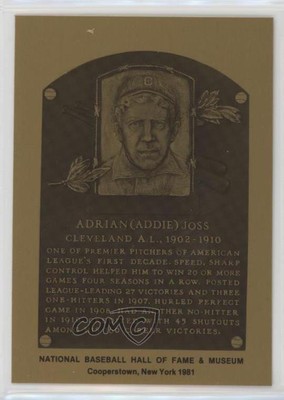 ADRIAN (ADDIE) JOSS
CLEVELAND A.L., 1902-1910
ONE OF PREMIER PITCHERS OF AMERICAN
LEAGUE'S FIRST DECADE. SPEED, SHARP
CONTROL HELPED HIM TO WIN 20 OR MORE
GAMES FOUR SEASONS IN A ROW. POSTED
LEAGUE-LEADING 27 VICTORIES AND THREE
ONE-HITTERS IN 1907. HURLED PERFECT
GAME IN 1908. HAD ANOTHER NO-HITTER
IN 1910. WITH 45 SHUTOUTS
AMONG VICTORIES.
NATIONAL BASEBALL HALL OF FAME & MUSEUM
Cooperstown, New York 1981